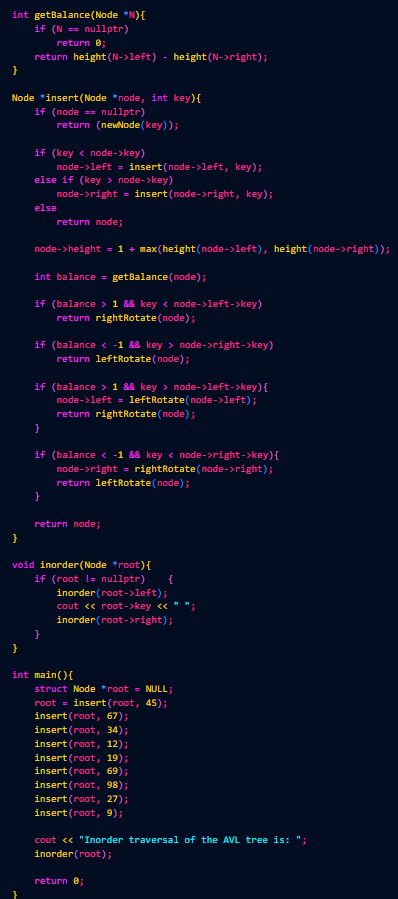 int getBalance(Node *N){
    if (N == nullptr)
        return 0;
    return height(N->left) - height(N->right);
}

Node *insert(Node *node, int key){
    if (node == nullptr)
        return (newNode(key));

    if (key < node->key)
        node->left = insert(node->left, key);
    else if (key > node->key)
        node->right = insert(node->right, key);
    else
        return node;

    node->height = 1 + max(height(node->left), height(node->right));

    int balance = getBalance(node);

    if (balance > 1 && key < node->left->key)
        return rightRotate(node);

    if (balance < -1 && key > node->right->key)
        return leftRotate(node);

    if (balance > 1 && key > node->left->key){
        node->left = leftRotate(node->left);
        return rightRotate(node);
    }

    if (balance < -1 && key < node->right->key){
        node->right = rightRotate(node->right);
        return leftRotate(node);
    }

    return node;
}

void inorder(Node *root){
    if (root != nullptr)    {
        inorder(root->left);
        cout << root->key << " ";
        inorder(root->right);
    }
}

int main(){
    struct Node *root = NULL;
    root = insert(root, 45);
    insert(root, 67);
    insert(root, 34);
    insert(root, 12);
    insert(root, 19);
    insert(root, 69);
    insert(root, 98);
    insert(root, 27);
    insert(root, 9);

    cout << "Inorder traversal of the AVL tree is: ";
    inorder(root);

    return 0;
}